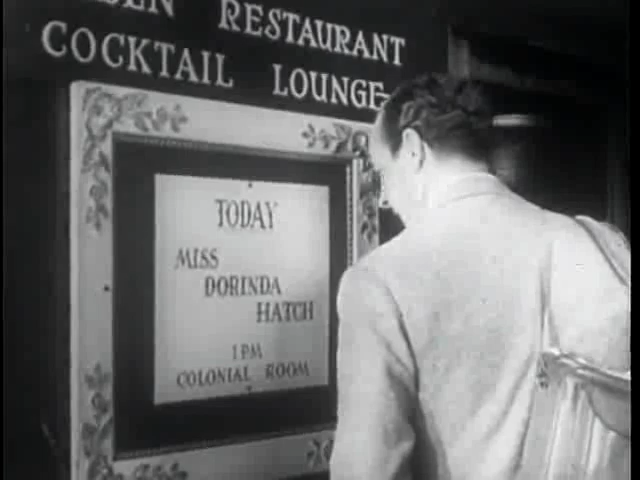 RESTAURANT
COCKTAIL LOUNGE
TODAY
MISS
DORINDA
HATCH
1 PM
COLONIAL ROOM